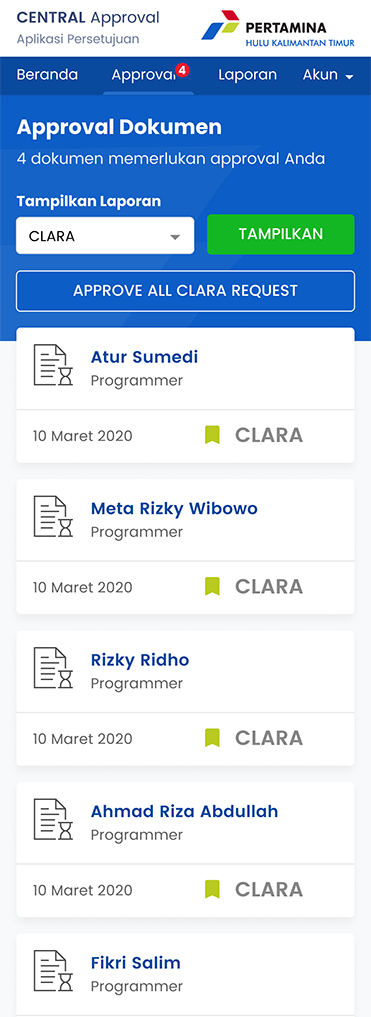 CENTRAL Approval
Aplikasi Persetujuan
PERTAMINA
HULU KALIMANTAN TIMUR
Beranda
Approval
4
Laporan
Akun
Approval Dokumen
4 dokumen memerlukan approval Anda
Tampilkan Laporan
CLARA
TAMPILKAN
APPROVE ALL CLARA REQUEST
Atur Sumedi
Programmer
10 Maret 2020
CLARA
Meta Rizky Wibowo
Programmer
10 Maret 2020
CLARA
Rizky Ridho
Programmer
10 Maret 2020
CLARA
Ahmad Riza Abdullah
Programmer
10 Maret 2020
CLARA
Fikri Salim
Programmer